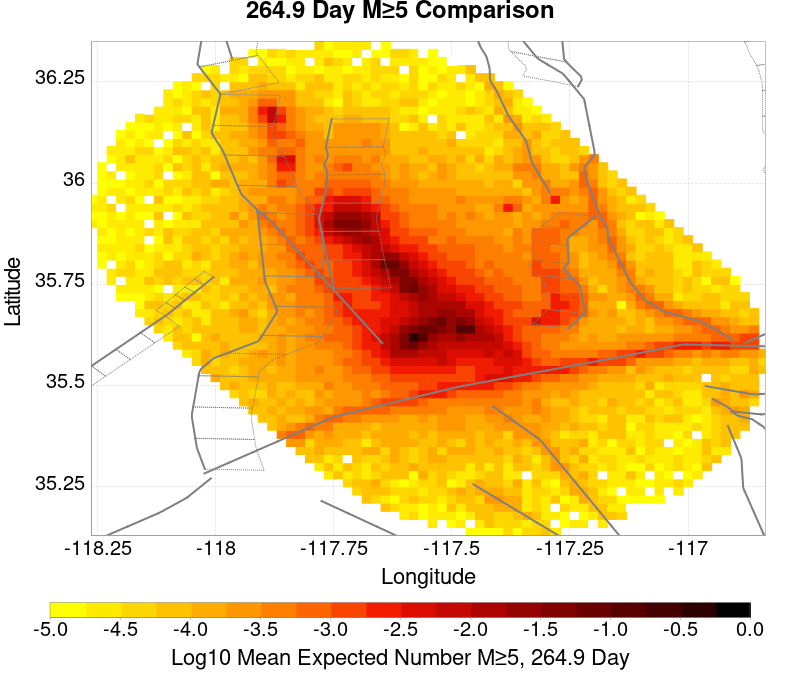 264.9 Day M≥5 Comparison
36.25
36
35.75
35.5
35.25
Latitude
-118.25 -118 -117.75 -117.5 -117.25 -117
Longitude
-5.0 -4.5 -4.0 -3.5 -3.0 -2.5 -2.0 -1.5 -1.0 -0.5 0.0
Log10 Mean Expected Number M≥5, 264.9 Day